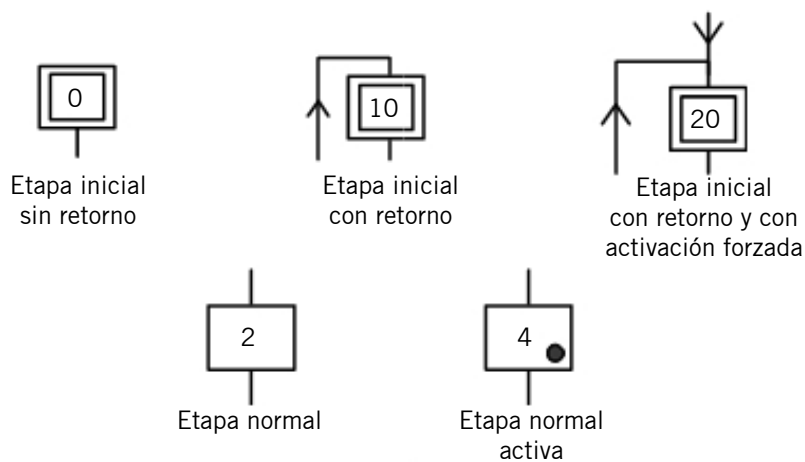 0
10
20
Etapa inicial
sin retorno
Etapa inicial
con retorno
Etapa inicial
con retorno y con
activación forzada
2
4
Etapa normal
Etapa normal
activa